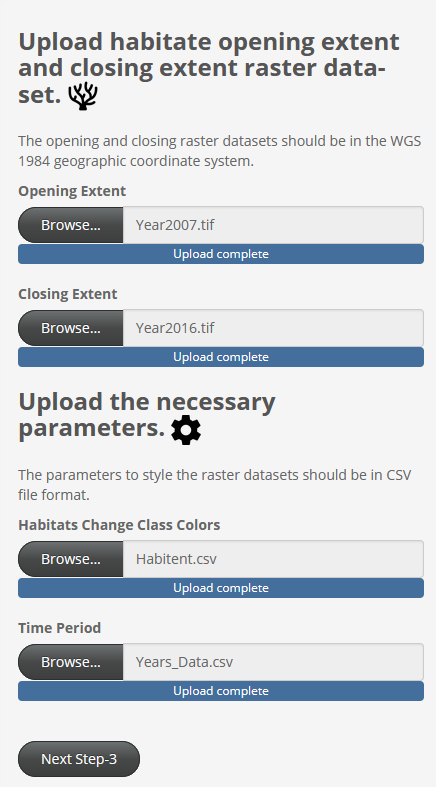 Upload habitate opening extent
and closing extent raster data-
set.
The opening and closing raster datasets should be in the WGS
1984 geographic coordinate system.
Opening Extent
Browse... Year2007.tif
Upload complete
Closing Extent
Browse... Year2016.tif
Upload complete
Upload the necessary
parameters.
The parameters to style the raster datasets should be in CSV
file format.
Habitats Change Class Colors
Browse... Habitent.csv
Upload complete
Time Period
Browse... Years_Data.csv
Upload complete
Next Step-3